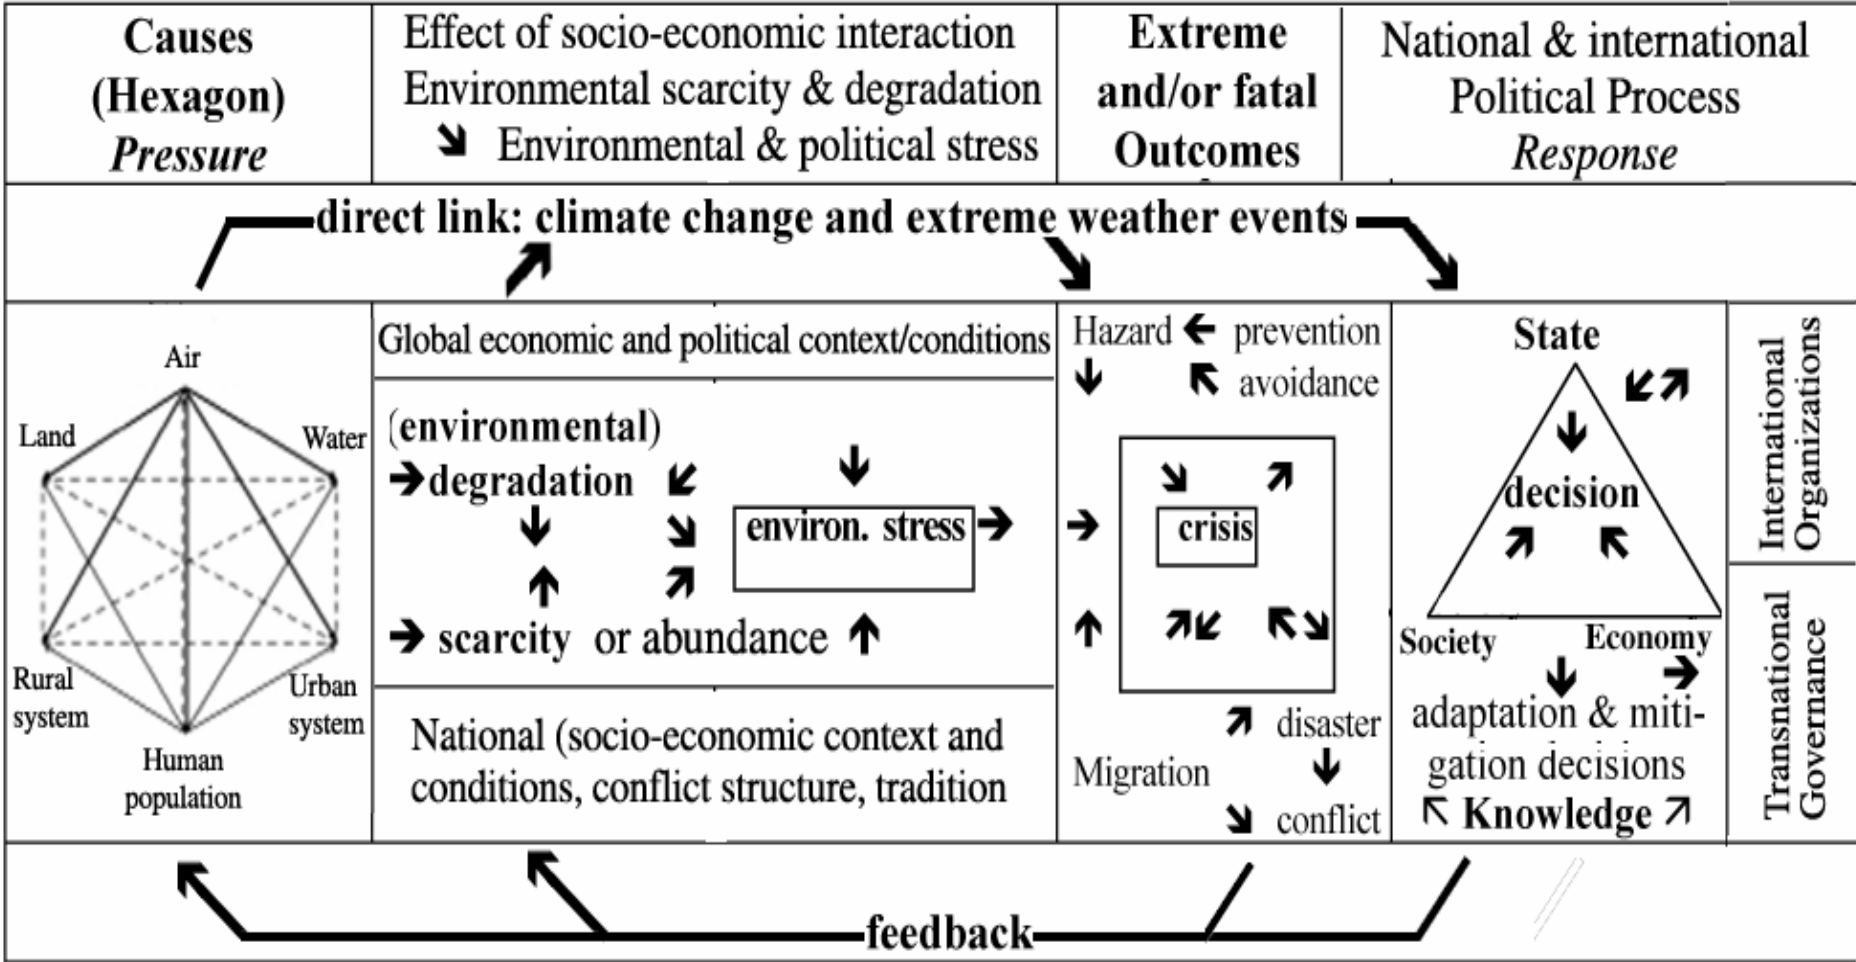 Causes
(Hexagon)
Pressure
Effect of socio-economic interaction
Environmental scarcity & degradation
Environmental & political stress
Extreme
and/or fatal
Outcomes
National & international
Political Process
Response
direct link: climate change and extreme weather events
Air
Land
Water
Rural
system
Urban
system
Human
population
Global economic and political context/conditions
(environmental)
degradation
environ. stress
scarcity or abundance
National (socio-economic context and
conditions, conflict structure, tradition
Hazard
prevention
avoidance
crisis
disaster
Migration
conflict
State
decision
Society
Economy
adaptation & miti-
gation decisions
Knowledge
International
Organizations
Transnational
Governance
feedback